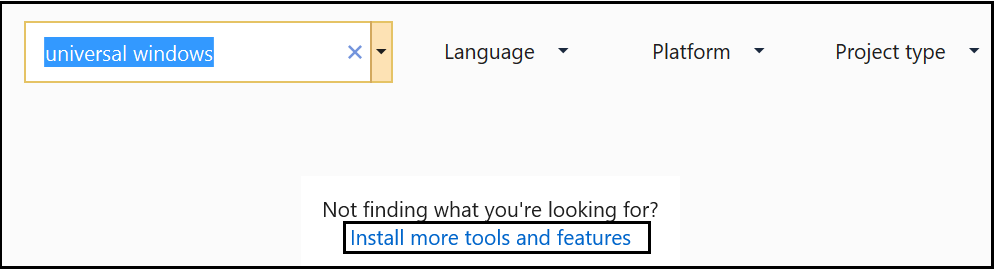 universal windows
Language
Platform
Project type
Not finding what you're looking for?
Install more tools and features